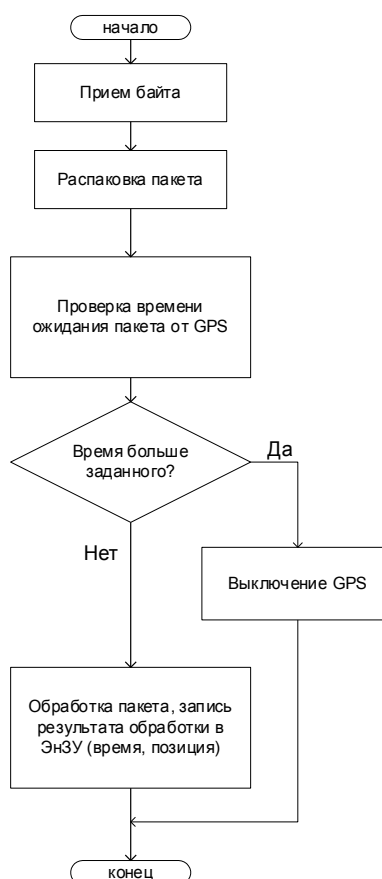 начало
Прием байта
Распаковка пакета
Проверка времени
ожидания пакета от GPS
Время больше
заданного?
Да
Нет
Выключение GPS
Обработка пакета, запись
результата обработки в
ЭнЗУ (время, позиция)
конец